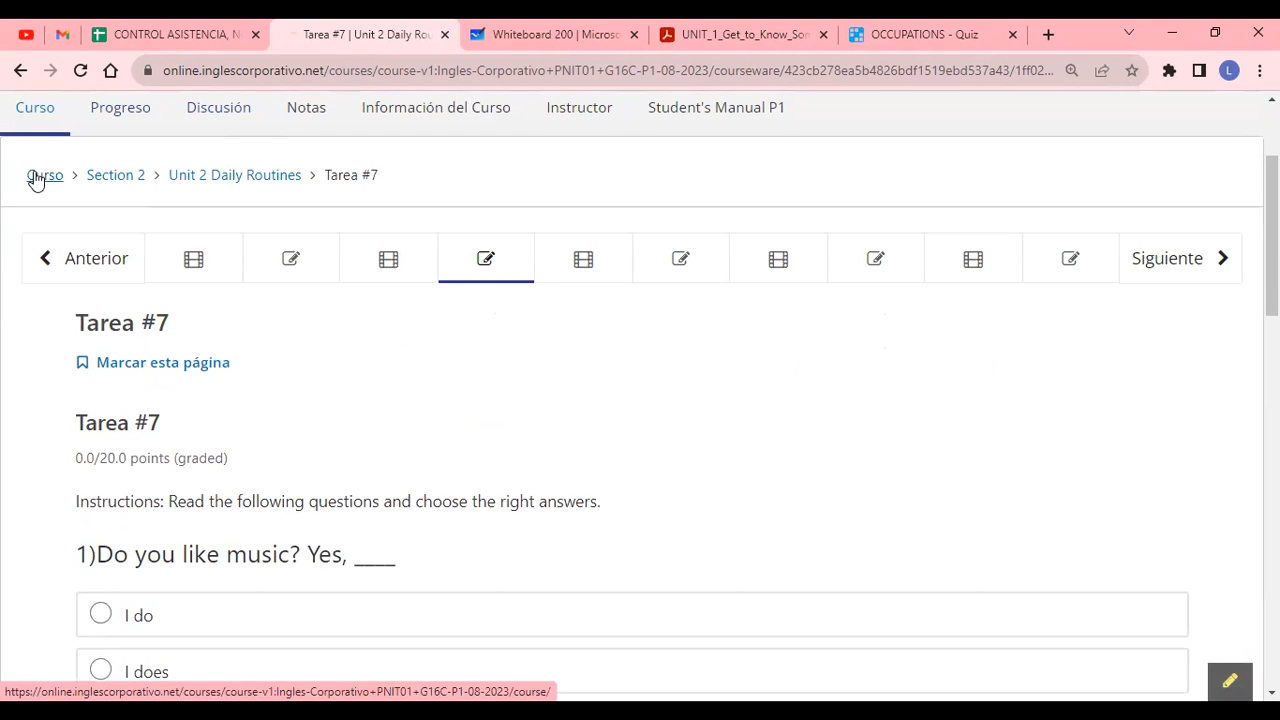 CONTROL ASISTENCIA, N
Tarea #7 | Unit 2 Daily Rou
Whiteboard 200 | Microso
UNIT_1_Get_to_Know_Som
OCCUPATIONS - Quiz
online.inglescorporativo.net/courses/course-v1:Ingles-Corporativo+PNIT01+G16C-P1-08-2023/courseware/423cb278ea5b4826bdf1519ebd537a43/1ff02...
L
Curso
Progreso
Discusión
Notas
Información del Curso
Instructor
Student's Manual P1
Curso > Section 2 > Unit 2 Daily Routines > Tarea #7
Anterior
Siguiente
Tarea #7
Marcar esta página
Tarea #7
0.0/20.0 points (graded)
Instructions: Read the following questions and choose the right answers.
1)Do you like music? Yes, ____
I do
I does
https://online.inglescorporativo.net/courses/course-v1:Ingles-Corporativo+PNIT01+G16C-P1-08-2023/course/